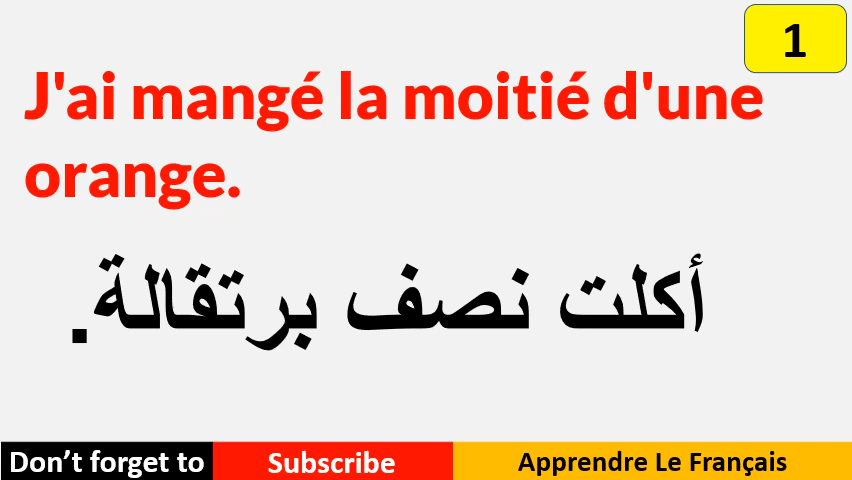 1
J'ai mangé la moitié d'une
orange.
أكلت نصف برتقالة.
Don’t forget to Subscribe Apprendre Le Français